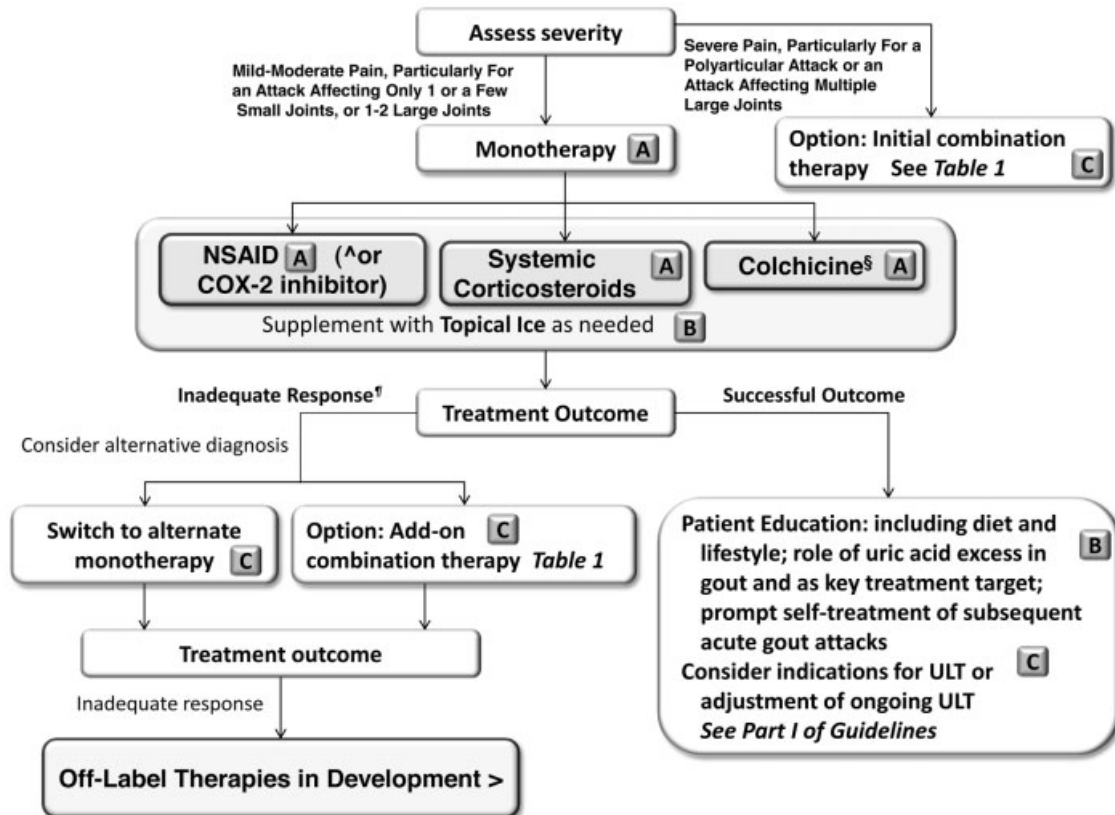 Assess severity
Mild-Moderate Pain, Particularly For
an Attack Affecting Only 1 or a Few
Small Joints, or 1-2 Large Joints
Severe Pain, Particularly For a
Polyarticular Attack or an
Attack Affecting Multiple
Large Joints
Monotherapy A
Option: Initial combination
therapy See Table 1 C
NSAID A (^or
COX-2 inhibitor)
Systemic
Corticosteroids A
Colchicine§ A
Supplement with Topical Ice as needed B
Inadequate Response¶
Treatment Outcome
Successful Outcome
Consider alternative diagnosis
Switch to alternate
monotherapy C
Option: Add-on C
combination therapy Table 1
Patient Education: including diet and
lifestyle; role of uric acid excess in B
gout and as key treatment target;
prompt self-treatment of subsequent
acute gout attacks
Consider indications for ULT or C
adjustment of ongoing ULT
See Part I of Guidelines
Treatment outcome
Inadequate response
Off-Label Therapies in Development >